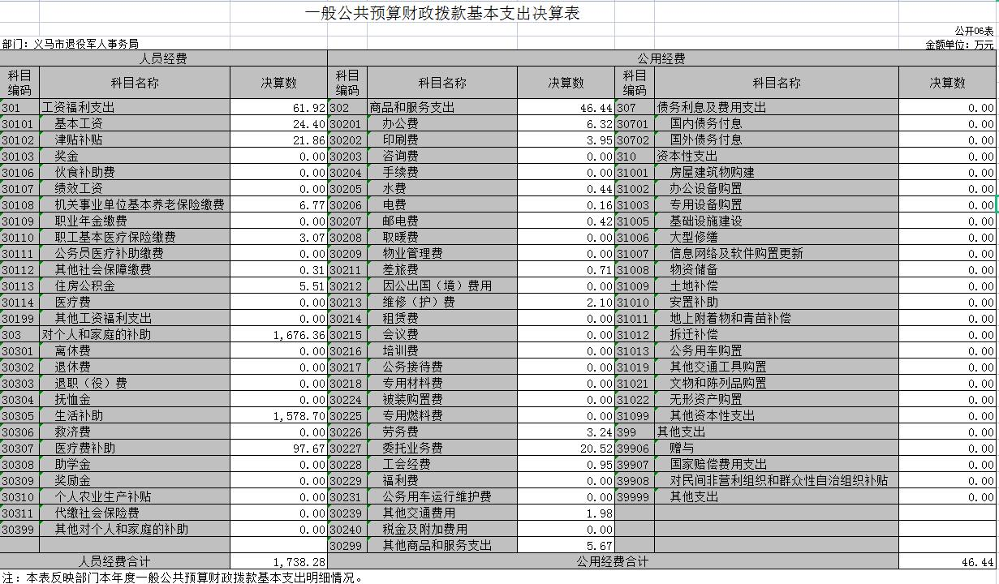 一般公共预算财政拨款基本支出决算表
公开06表
部门：义马市退役军人事务局 金额单位：万元
人员经费 公用经费
科目编码 科目名称 决算数 科目编码 科目名称 决算数 科目编码 科目名称 决算数
301 工资福利支出 61.92 302 商品和服务支出 46.44 307 债务利息及费用支出 0.00
30101 基本工资 24.40 30201 办公费 6.32 30701 国内债务付息 0.00
30102 津贴补贴 21.86 30202 印刷费 3.95 30702 国外债务付息 0.00
30103 奖金 0.00 30203 咨询费 0.00 310 资本性支出 0.00
30106 伙食补助费 0.00 30204 手续费 0.00 31001 房屋建筑物购建 0.00
30107 绩效工资 0.00 30205 水费 0.44 31002 办公设备购置 0.00
30108 机关事业单位基本养老保险缴费 6.77 30206 电费 0.16 31003 专用设备购置 0.00
30109 职业年金缴费 0.00 30207 邮电费 0.42 31005 基础设施建设 0.00
30110 职工基本医疗保险缴费 3.07 30208 取暖费 0.00 31006 大型修缮 0.00
30111 公务员医疗补助缴费 0.00 30209 物业管理费 0.00 31007 信息网络及软件购置更新 0.00
30112 其他社会保障缴费 0.31 30211 差旅费 0.71 31008 物资储备 0.00
30113 住房公积金 5.51 30212 因公出国（境）费用 0.00 31009 土地补偿 0.00
30114 医疗费 0.00 30213 维修（护）费 2.10 31010 安置补助 0.00
30199 其他工资福利支出 0.00 30214 租赁费 0.00 31011 地上附着物和青苗补偿 0.00
303 对个人和家庭的补助 1,676.36 30215 会议费 0.00 31012 拆迁补偿 0.00
30301 离休费 0.00 30216 培训费 0.00 31013 公务用车购置 0.00
30302 退休费 0.00 30217 公务接待费 0.00 31019 其他交通工具购置 0.00
30303 退职（役）费 0.00 30218 专用材料费 0.00 31021 文物和陈列品购置 0.00
30304 抚恤金 0.00 30224 被装购置费 0.00 31022 无形资产购置 0.00
30305 生活补助 1,578.70 30225 专用燃料费 0.00 31099 其他资本性支出 0.00
30306 救济费 0.00 30226 劳务费 3.24 399 其他支出 0.00
30307 医疗费补助 97.67 30227 委托业务费 20.52 39906 赠与 0.00
30308 助学金 0.00 30228 工会经费 0.95 39907 国家赔偿费用支出 0.00
30309 奖励金 0.00 30229 福利费 0.00 39908 对民间非营利组织和群众性自治组织补贴 0.00
30310 个人农业生产补贴 0.00 30231 公务用车运行维护费 0.00 39999 其他支出 0.00
30311 代缴社会保险费 0.00 30239 其他交通费用 1.98
30399 其他对个人和家庭的补助 0.00 30240 税金及附加费用 0.00
30299 其他商品和服务支出 5.67
人员经费合计 1,738.28 公用经费合计 46.44
注：本表反映部门本年度一般公共预算财政拨款基本支出明细情况。